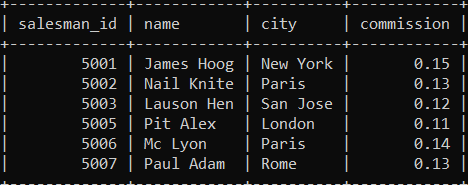 salesman_id | name | city | commission
5001 | James Hoog | New York | 0.15
5002 | Nail Knite | Paris | 0.13
5003 | Lauson Hen | San Jose | 0.12
5005 | Pit Alex | London | 0.11
5006 | Mc Lyon | Paris | 0.14
5007 | Paul Adam | Rome | 0.13